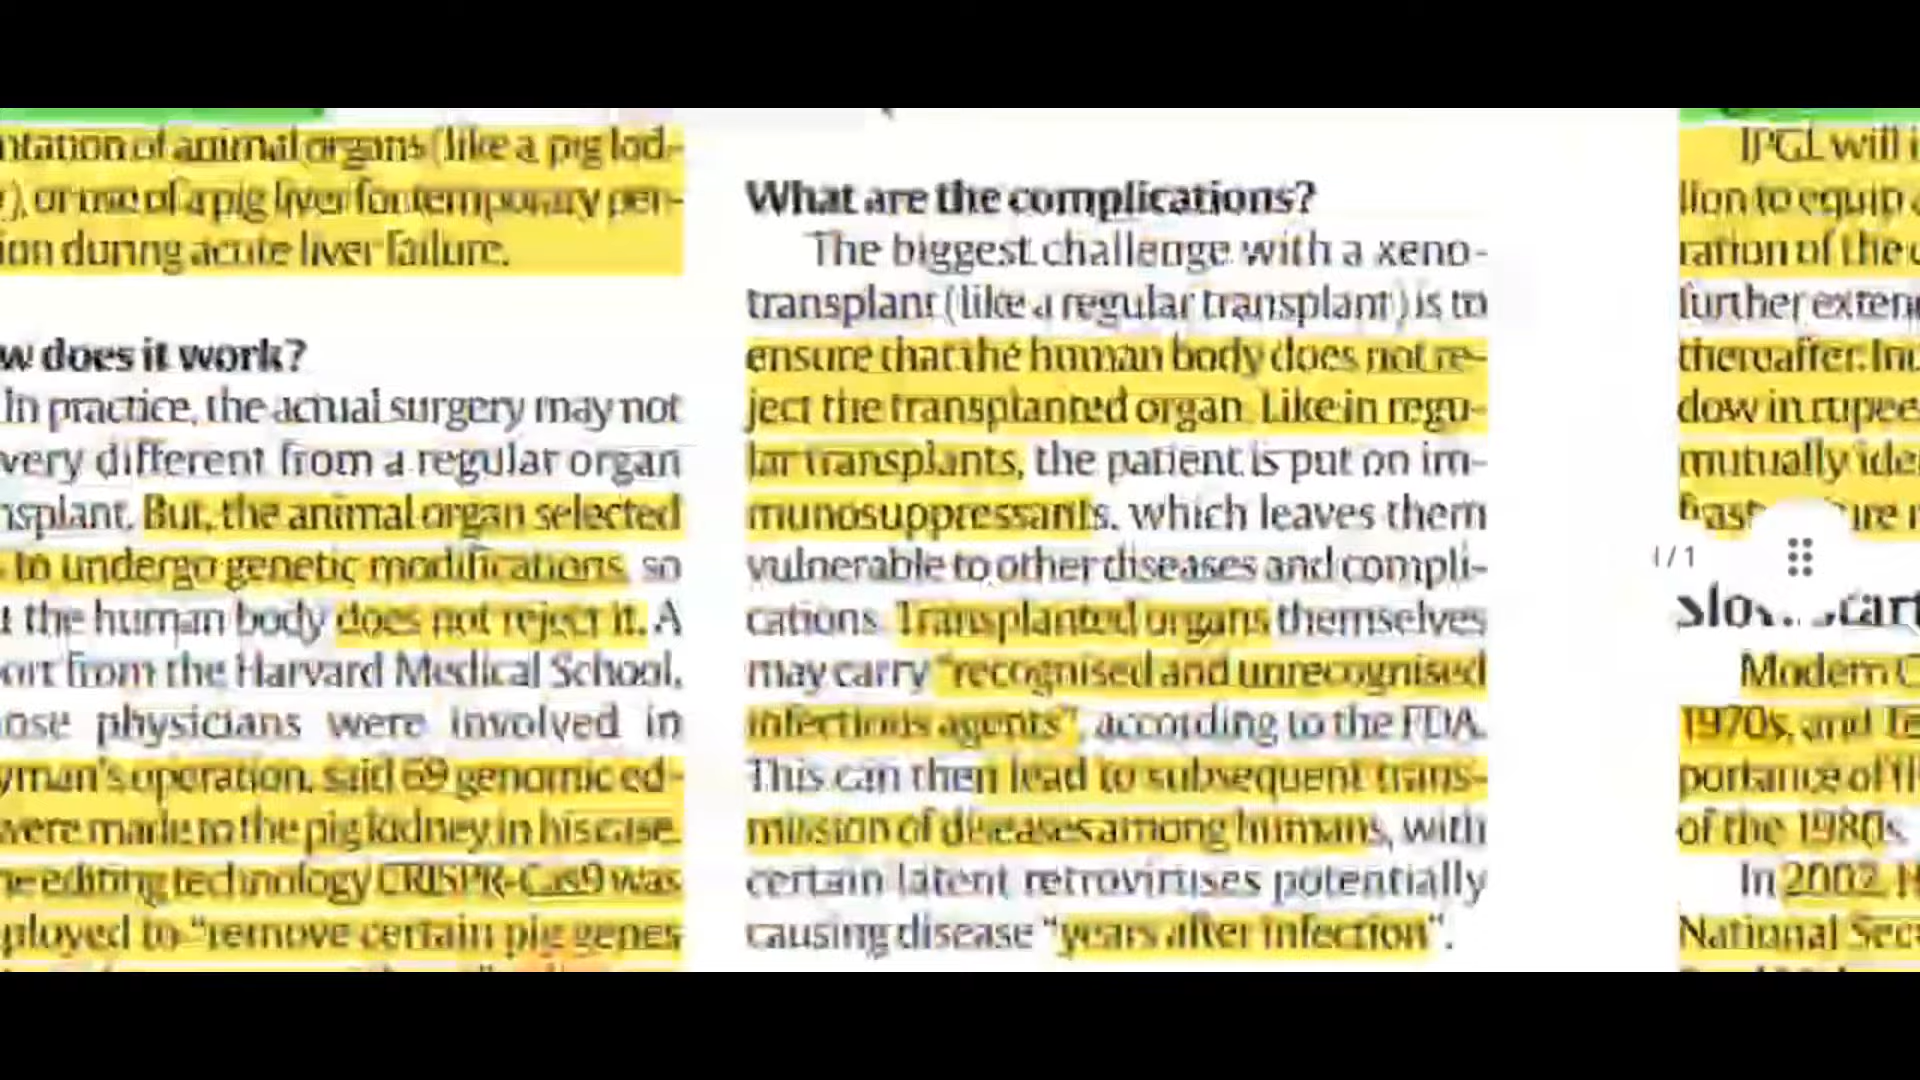 ntation of animal organs (like a pig kid-
r), or use of a pig liver for temporary per-
ion during acute liver failure.
w does it work?
In practice, the actual surgery may not
very different from a regular organ
nsplant. But, the animal organ selected
s to undergo genetic modifications, so
t the human body does not reject it. A
ort from the Harvard Medical School,
ose physicians were involved in
yman's operation, said 69 genomic ed-
were made to the pig kidney in his case.
ne editing technology CRISPR-Cas9 was
ployed to "remove certain pig genes
What are the complications?
The biggest challenge with a xeno-
transplant (like a regular transplant) is to
ensure that the human body does not re-
ject the transplanted organ. Like in regu-
lar transplants, the patient is put on im-
munosuppressants, which leaves them
vulnerable to other diseases and compli-
cations. Transplanted organs themselves
may carry "recognised and unrecognised
infectious agents", according to the FDA.
This can then lead to subsequent trans-
mission of diseases among humans, with
certain latent retroviruses potentially
causing disease "years after infection".
IPGL will i
lion to equip
ration of the
further exten
thereafter. In
dow in rupee
mutually ide
frast ure
1/1
Modern C
1970s, and Te
portance of th
of the 1980s.
In 2002,
National Sec